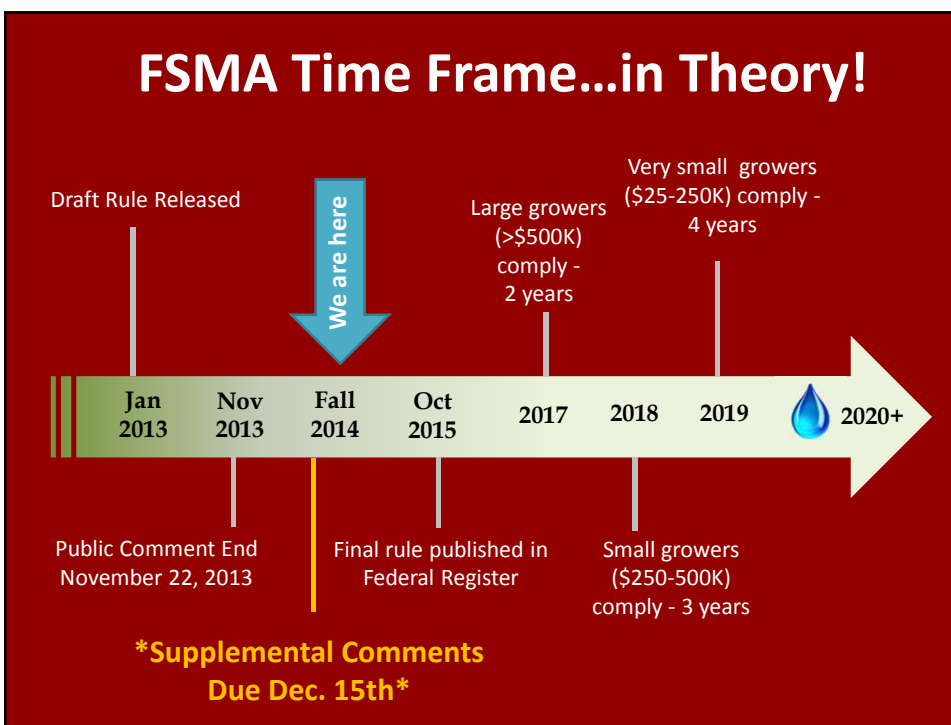 FSMA Time Frame...in Theory!
Draft Rule Released
We are here
Large growers
(>$500K)
comply -
2 years
Very small growers
($25-250K) comply -
4 years
Jan
2013
Nov
2013
Fall
2014
Oct
2015
2017
2018
2019
2020+
Public Comment End
November 22, 2013
Final rule published in
Federal Register
Small growers
($250-500K)
comply - 3 years
*Supplemental Comments
Due Dec. 15th*